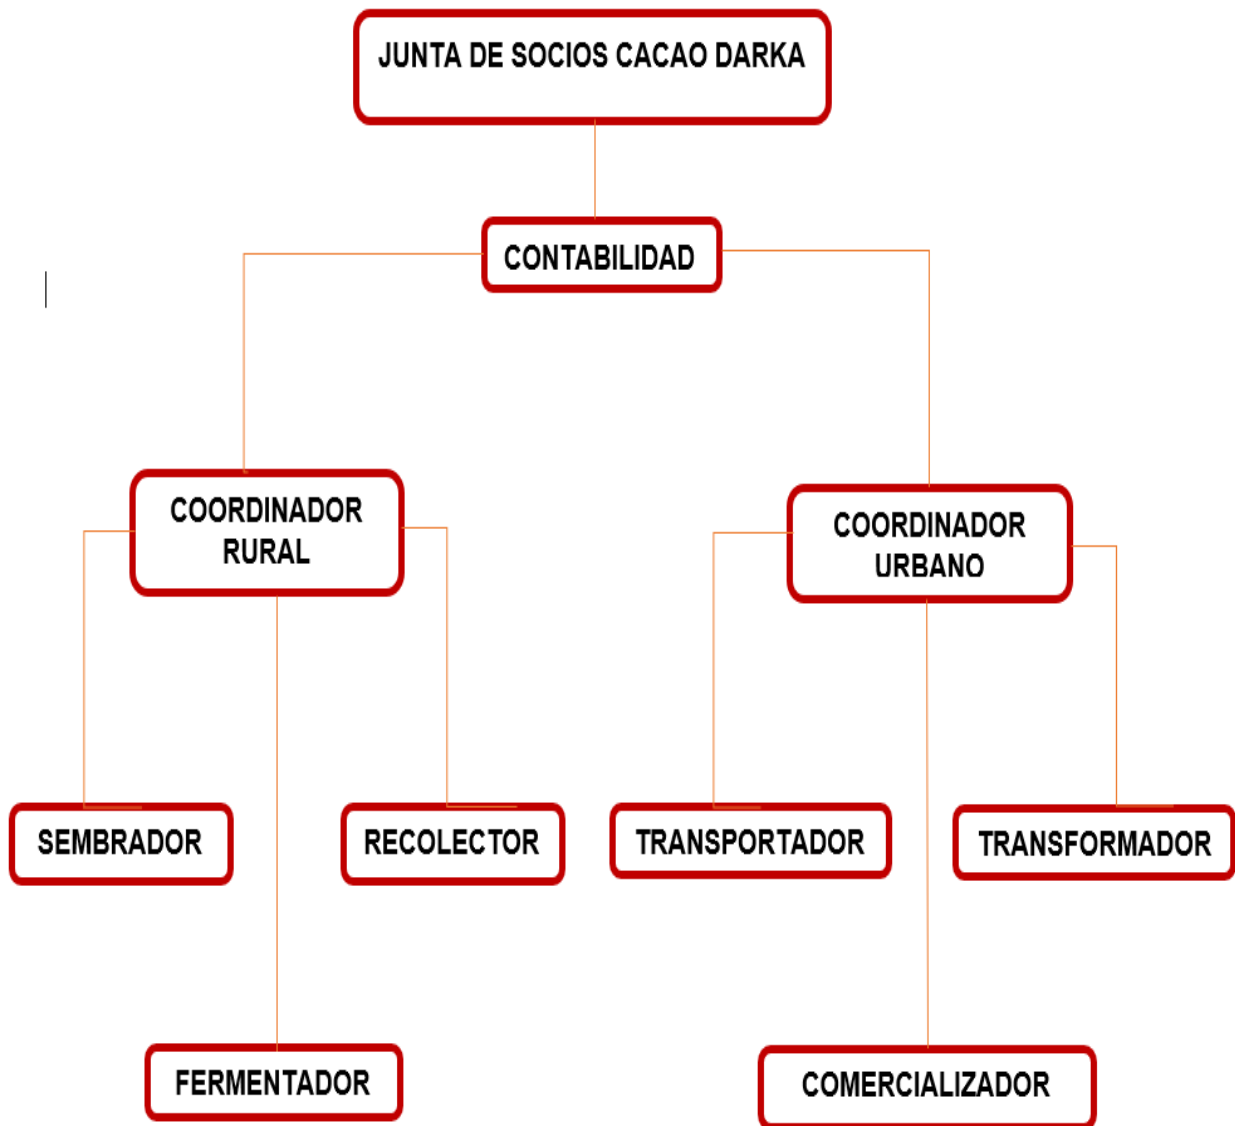 JUNTA DE SOCIOS CACAO DARKA
CONTABILIDAD
COORDINADOR
RURAL
COORDINADOR
URBANO
SEMBRADOR
RECOLECTOR
TRANSPORTADOR
TRANSFORMADOR
FERMENTADOR
COMERCIALIZADOR